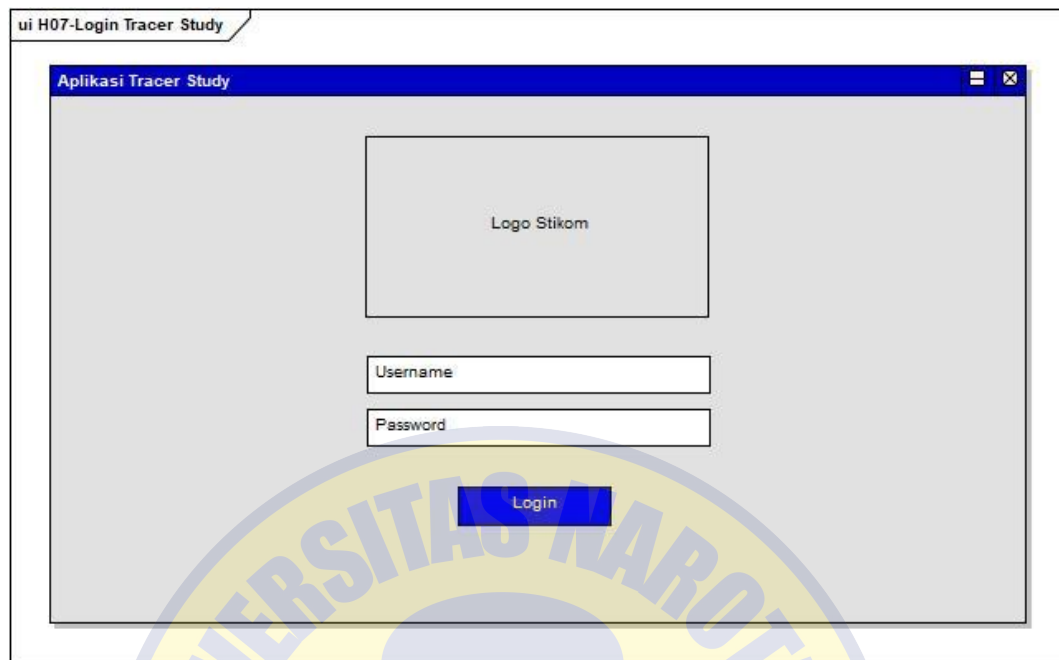 ui H07-Login Tracer Study
Aplikasi Tracer Study
Logo Stikom
Username
Password
Login